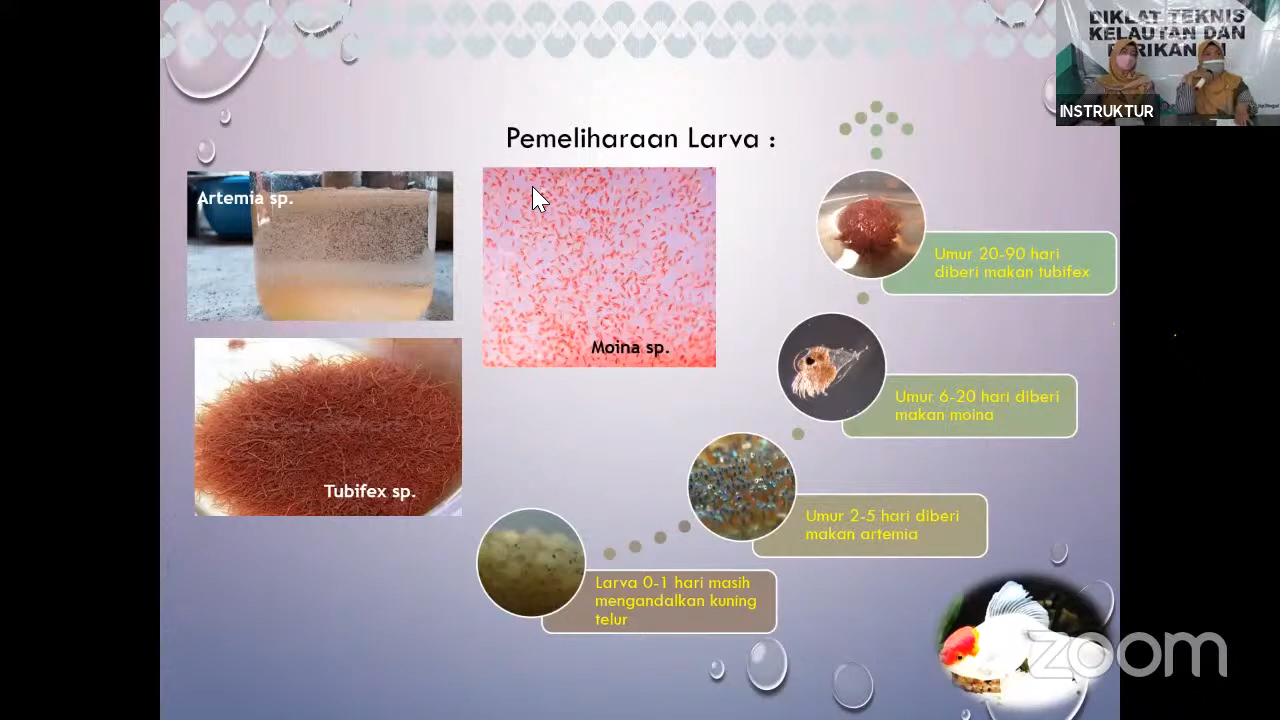 DIKLAT TEKNIS
KELAUTAN DAN
PERIKANAN
INSTRUKTUR
Pemeliharaan Larva :
Artemia sp.
Moina sp.
Tubifex sp.
Umur 20-90 hari
diberi makan tubifex
Umur 6-20 hari diberi
makan moina
Umur 2-5 hari diberi
makan artemia
Larva 0-1 hari masih
mengandalkan kuning
telur
zoom